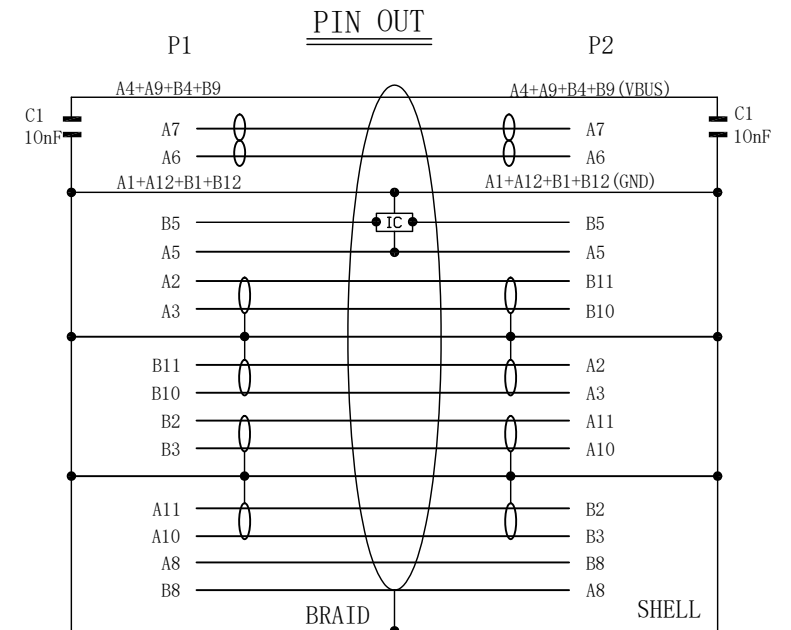 PIN OUT
P1 P2
A4+A9+B4+B9 A4+A9+B4+B9(VBUS)
C1 C1
10nF 10nF
A7 A7
A6 A6
A1+A12+B1+B12 A1+A12+B1+B12(GND)
B5 IC B5
A5 A5
A2 B11
A3 B10
B11 A2
B10 A3
B2 A11
B3 A10
A11 B2
A10 B3
A8 B8
B8 A8
BRAID SHELL